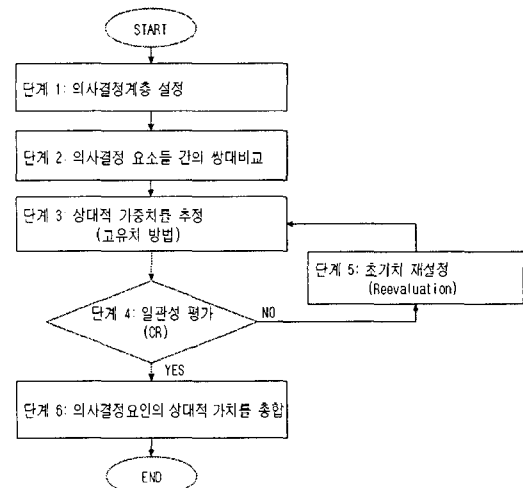 START
단계 1: 의사결정계층 설정
단계 2: 의사결정 요소들 간의 쌍대비교
단계 3: 상대적 가중치를 추정
(고유치 방법)
단계 5: 초기치 재설정
(Reevaluation)
단계 4: 일관성 평가
(CR)
NO
YES
단계 6: 의사결정요인의 상대적 가치를 총합
END